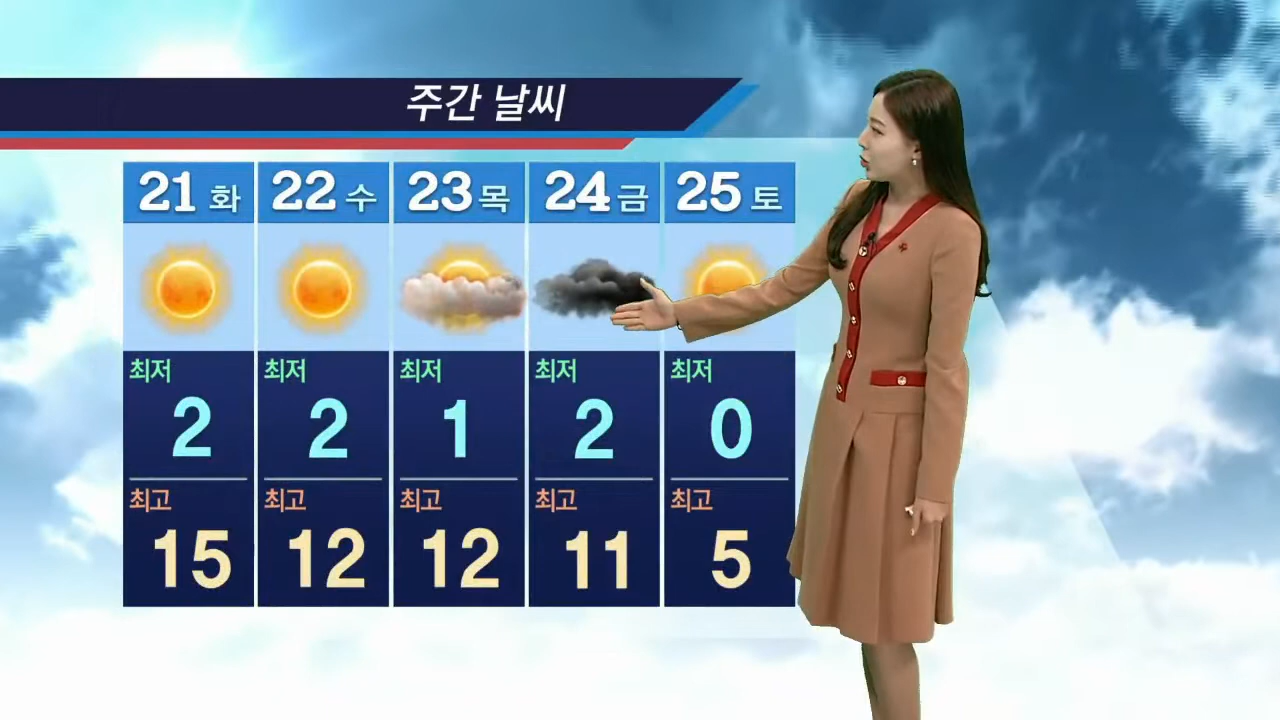 주간 날씨
21 화 22 수 23 목 24 금 25 토
최저 최저 최저 최저 최저
2 2 1 2 0
최고 최고 최고 최고 최고
15 12 12 11 5